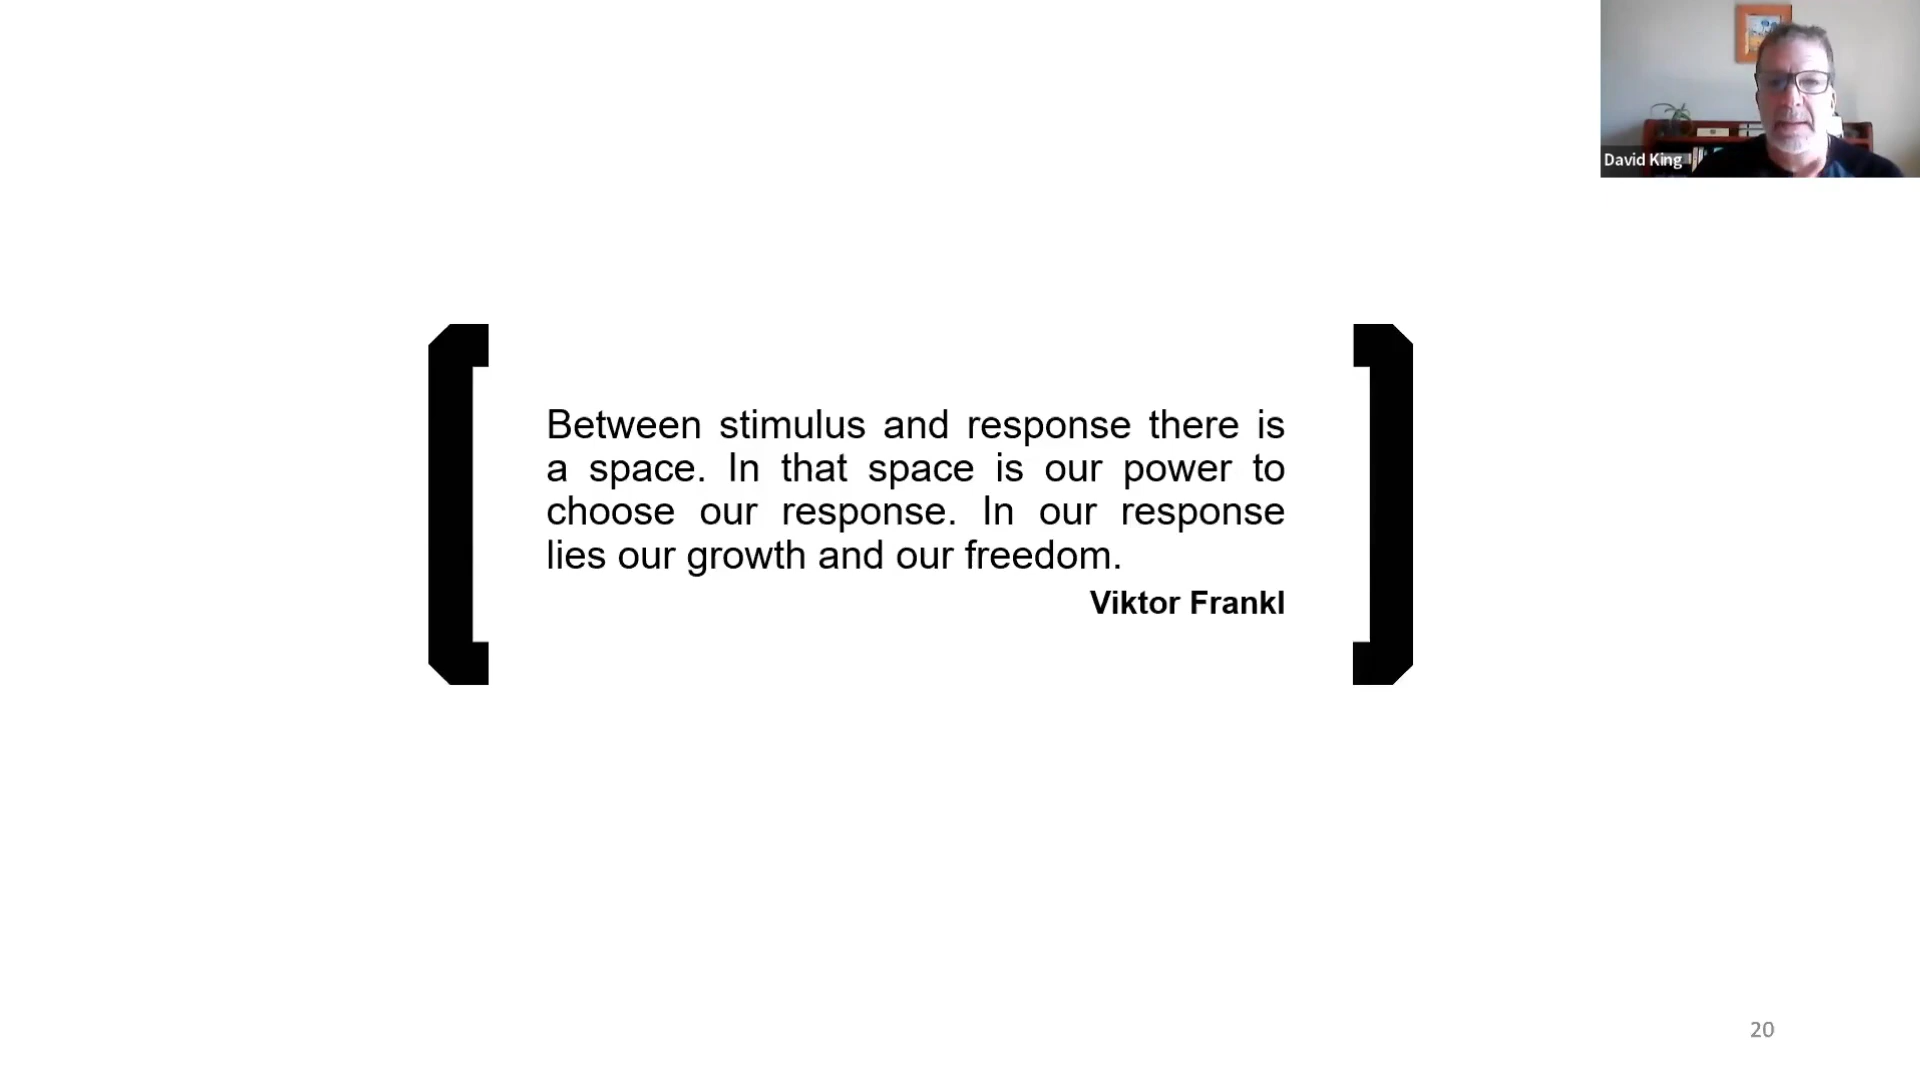 David King
Between stimulus and response there is
a space. In that space is our power to
choose our response. In our response
lies our growth and our freedom.
Viktor Frankl
20